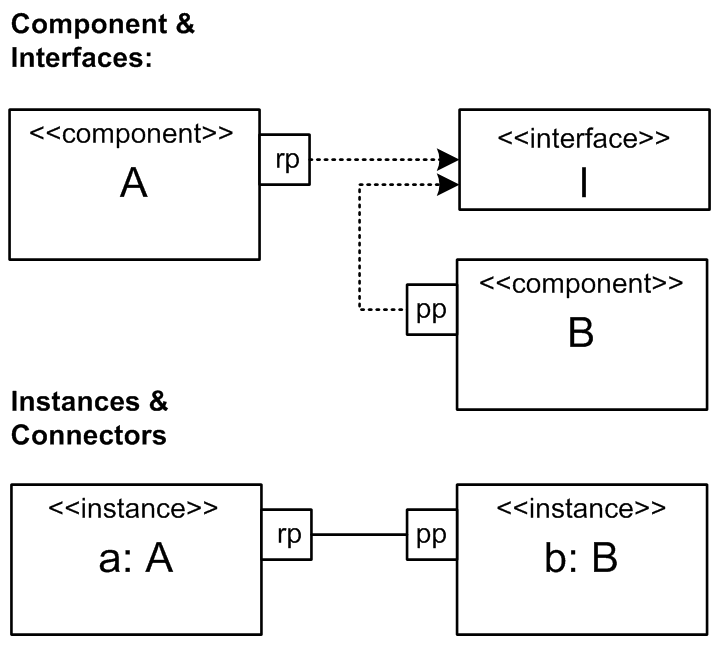 Component &
Interfaces:
<<component>>
A
rp
<<interface>>
I
pp
<<component>>
B
Instances &
Connectors
<<instance>>
a: A
rp
pp
<<instance>>
b: B